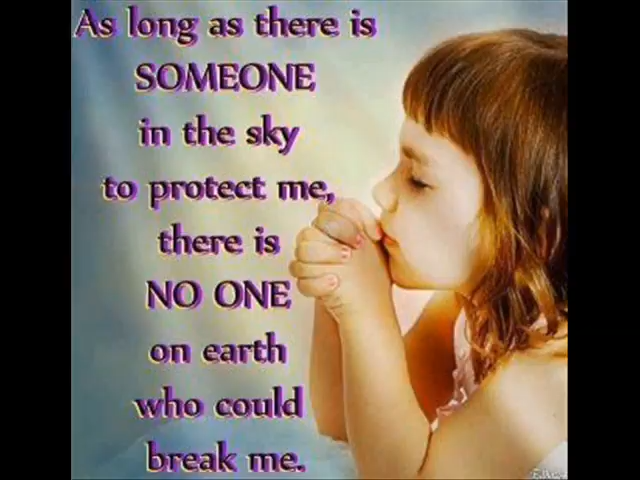 As long as there is
SOMEONE
in the sky
to protect me,
there is
NO ONE
on earth
who could
break me.